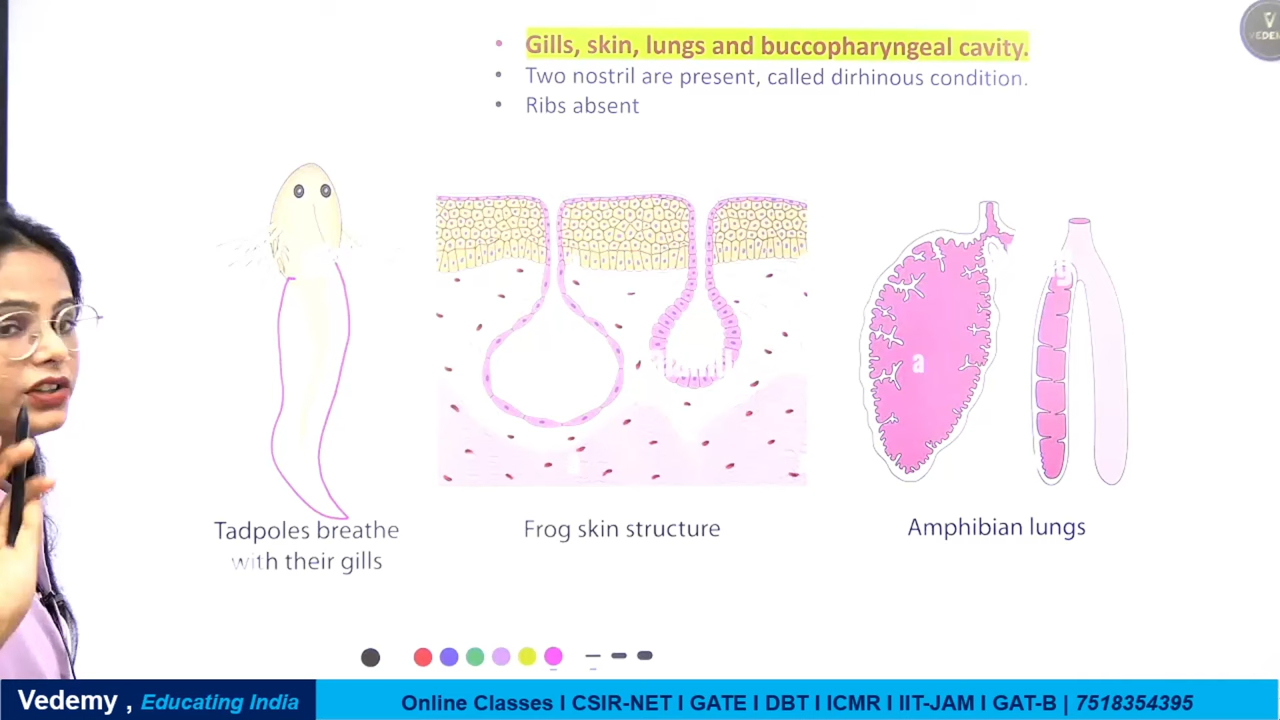 Gills, skin, lungs and buccopharyngeal cavity.
Two nostril are present, called dirhinous condition.
Ribs absent
a
Tadpoles breathe
with their gills
Frog skin structure
Amphibian lungs
Vedemy , Educating India
Online Classes I CSIR-NET I GATE I DBT I ICMR I IIT-JAM I GAT-B | 7518354395